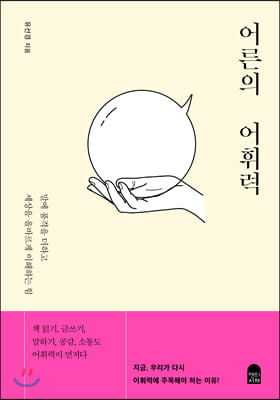 유선경 지음
어른의 어휘력
말에 품격을 더하고
세상을 올바르게 이해하는 힘
책 읽기, 글쓰기,
말하기, 공감, 소통도
어휘력이 먼저다
지금, 우리가 다시
어휘력에 주목해야 하는 이유!